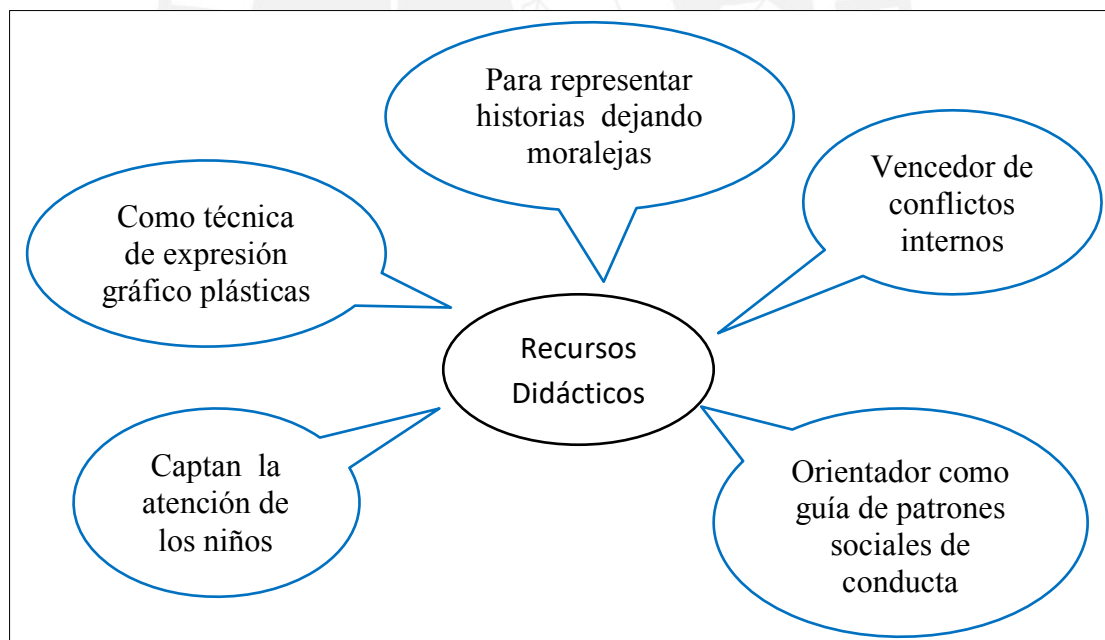 Para representar
historias dejando
moralejas
Vencedor de
conflictos
internos
Como técnica
de expresión
gráfico plásticas
Recursos
Didácticos
Captan la
atención de
los niños
Orientador como
guía de patrones
sociales de
conducta